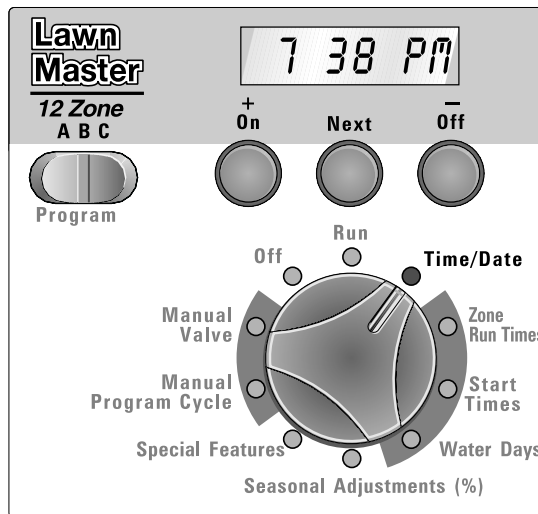 Lawn
Master
12 Zone
A B C
Program
7 38 PM
+
On
Next
–
Off
Run
Off
Time/Date
Manual
Valve
Zone
Run Times
Manual
Program Cycle
Start
Times
Special Features
Water Days
Seasonal Adjustments (%)